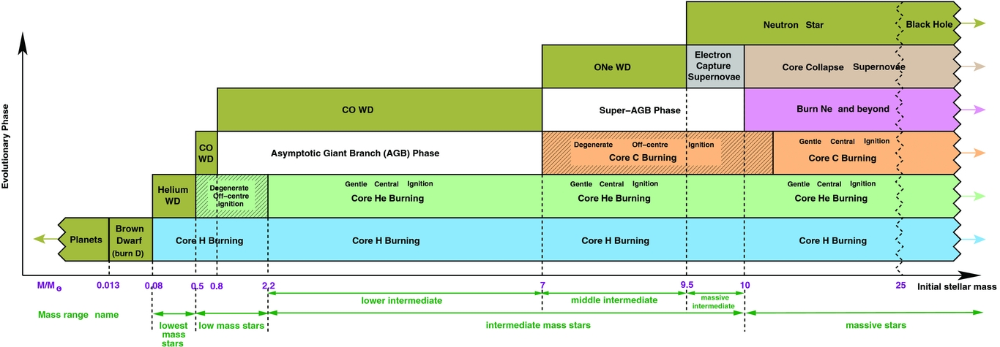 Neutron Star
Black Hole
ONe WD
Electron
Capture
Supernovae
Core Collapse Supernovae
CO WD
Super–AGB Phase
Burn Ne and beyond
CO
WD
Asymptotic Giant Branch (AGB) Phase
Degenerate Off–centre Ignition
Core C Burning
Gentle Central Ignition
Core C Burning
Helium
WD
Degenerate
Off–centre
Ignition
Gentle Central Ignition
Core He Burning
Gentle Central Ignition
Core He Burning
Gentle Central Ignition
Core He Burning
Planets
Brown
Dwarf
(burn D)
Core H Burning
Core H Burning
Core H Burning
Core H Burning
Evolutionary Phase
M/M⊙ 0.013 0.08 0.5 0.8 2.2 7 9.5 10 25 Initial stellar mass
lower intermediate
middle intermediate
massive
intermediate
Mass range name
lowest
mass
stars
low mass stars
intermediate mass stars
massive stars